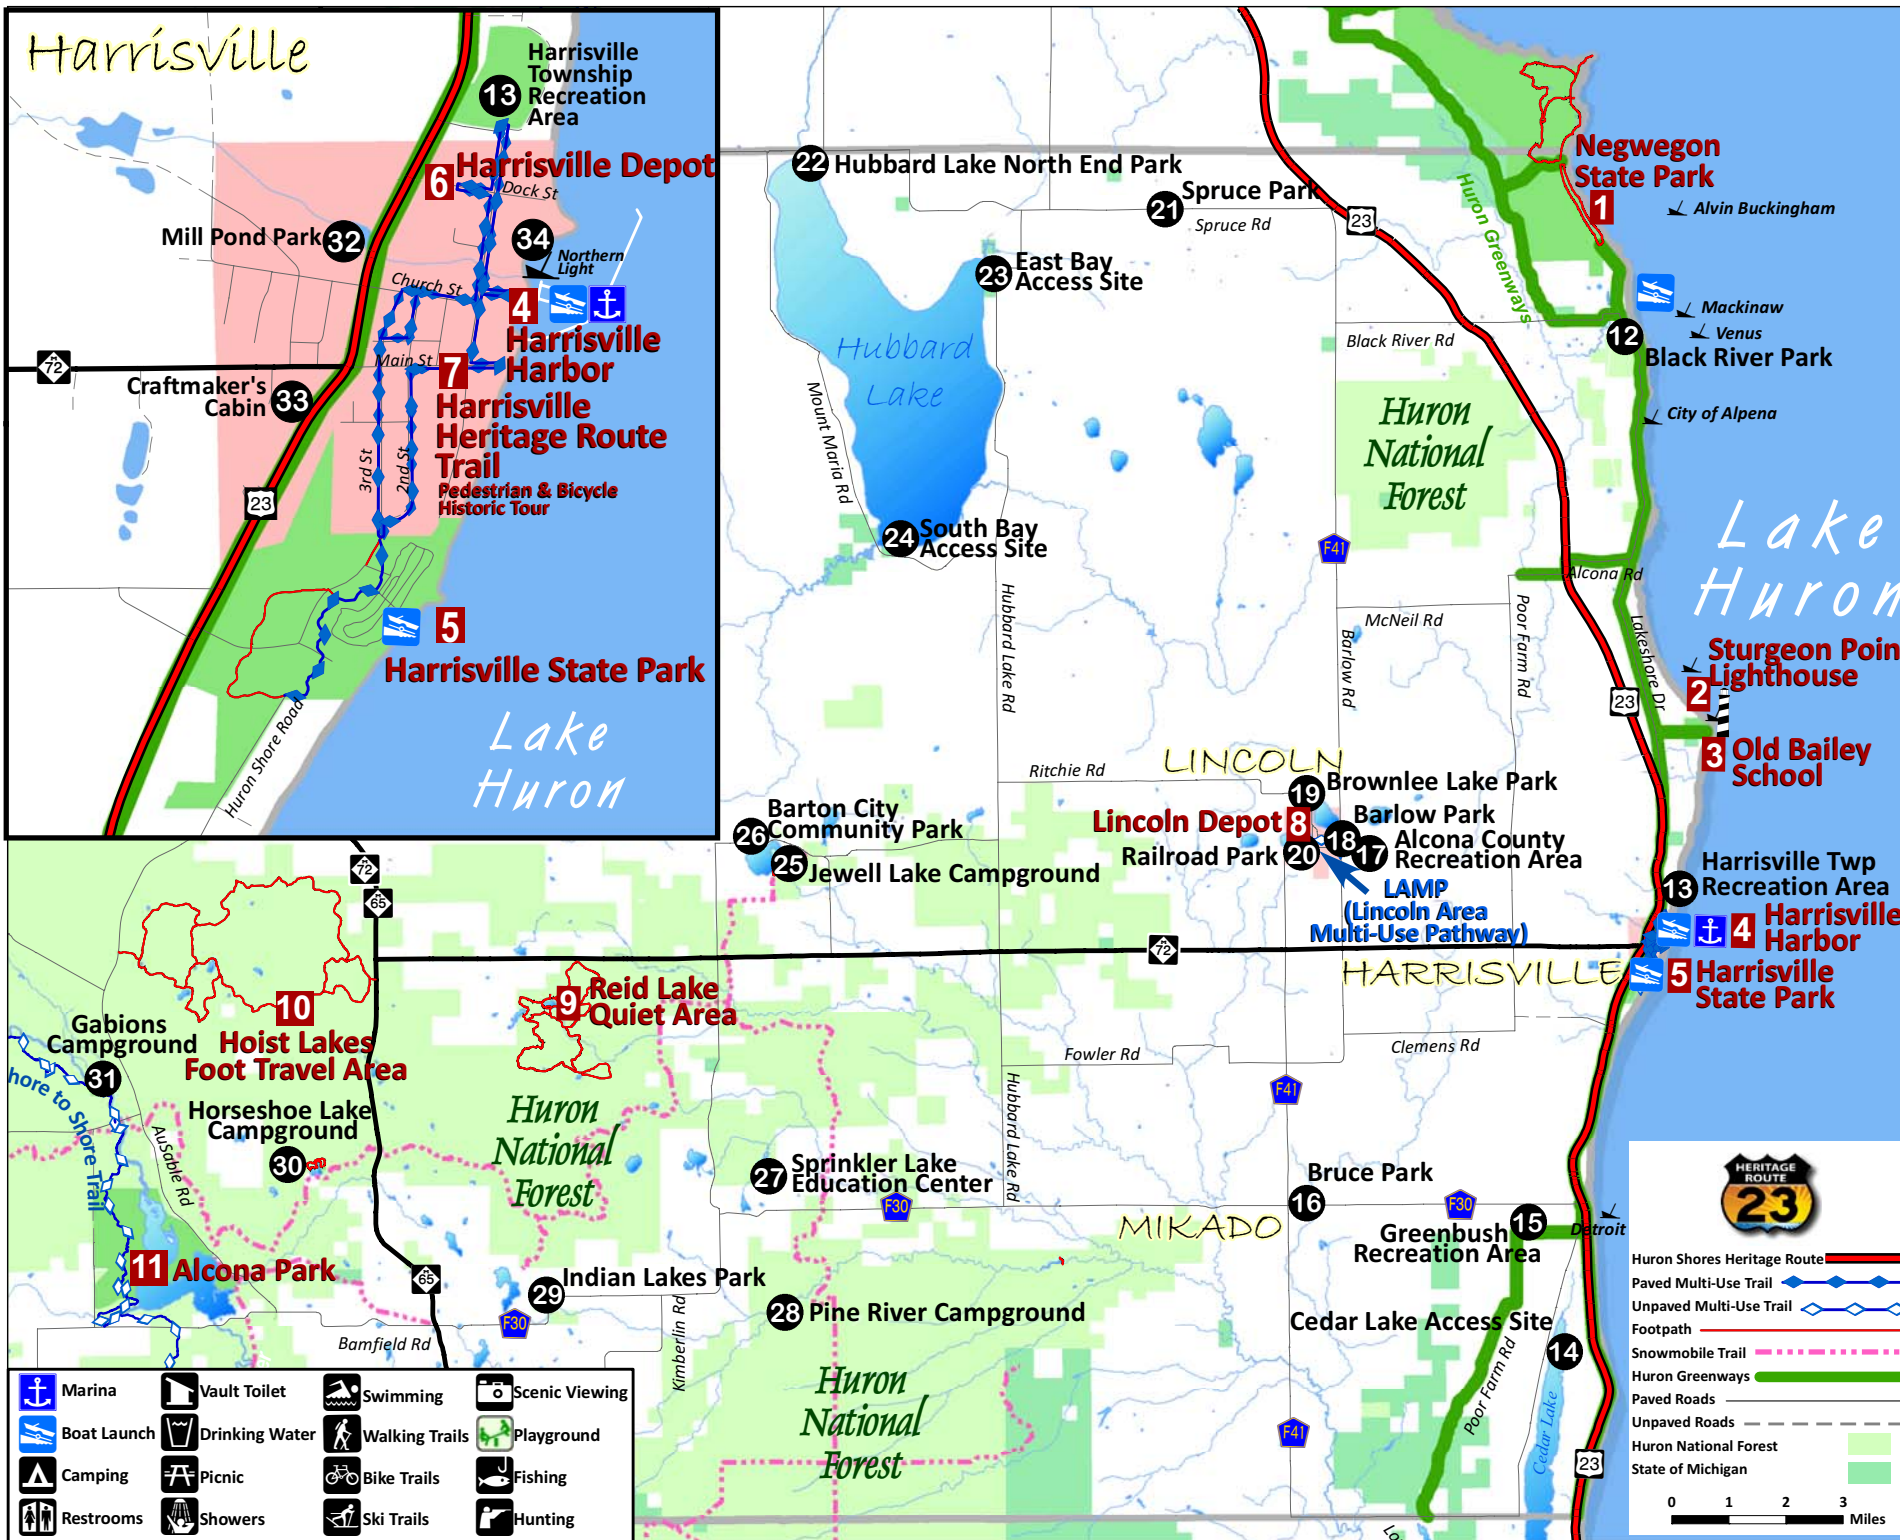 Harrisville
Harrisville
Township
Recreation
Area
13
6
Harrisville Depot
Dock St
Mill Pond Park
32
34
Northern
Light
Church St
4
Harrisville
Harbor
72
Main St
7
Craftmaker's
Cabin
33
Harrisville
Heritage Route
Trail
Pedestrian & Bicycle
Historic Tour
3rd St
2nd St
23
5
Harrisville State Park
Huron Shore Road
Lake
Huron
22
Hubbard Lake North End Park
21
Spruce Park
Spruce Rd
23
23
East Bay
Access Site
Hubbard
Lake
Mount Maria Rd
24
South Bay
Access Site
Hubbard Lake Rd
Negwegon
State Park
1
Alvin Buckingham
Huron Greenways
Mackinaw
Venus
12
Black River Park
Black River Rd
City of Alpena
Huron
National
Forest
F41
Alcona Rd
McNeil Rd
Barlow Rd
Poor Farm Rd
Lakeshore Dr
Lake
Huron
23
Sturgeon Poin
Lighthouse
2
3
Old Bailey
School
Ritchie Rd
LINCOLN
19
Brownlee Lake Park
Lincoln Depot
8
Barlow Park
18
Alcona County
Recreation Area
17
Railroad Park
20
LAMP
(Lincoln Area
Multi-Use Pathway)
26
Barton City
Community Park
25
Jewell Lake Campground
72
65
72
13
Harrisville Twp
Recreation Area
4
Harrisville
Harbor
HARRISVILLE
5
Harrisville
State Park
10
Hoist Lakes
Foot Travel Area
9
Reid Lake
Quiet Area
Gabions
Campground
31
hore to Shore Trail
AuSable Rd
Horseshoe Lake
Campground
30
Huron
National
Forest
Fowler Rd
Clemens Rd
F41
Hubbard Lake Rd
27
Sprinkler Lake
Education Center
F30
Bruce Park
16
F30
MIKADO
Greenbush
Recreation Area
15
Detroit
11
Alcona Park
65
29
Indian Lakes Park
F30
Bamfield Rd
Kimberlin Rd
28
Pine River Campground
Cedar Lake Access Site
14
Poor Farm Rd
Cedar Lake
Huron
National
Forest
F41
23
Lo
Marina
Vault Toilet
Swimming
Scenic Viewing
Boat Launch
Drinking Water
Walking Trails
Playground
Camping
Picnic
Bike Trails
Fishing
Restrooms
Showers
Ski Trails
Hunting
HERITAGE
ROUTE
23
Huron Shores Heritage Route
Paved Multi-Use Trail
Unpaved Multi-Use Trail
Footpath
Snowmobile Trail
Huron Greenways
Paved Roads
Unpaved Roads
Huron National Forest
State of Michigan
0 1 2 3
Miles